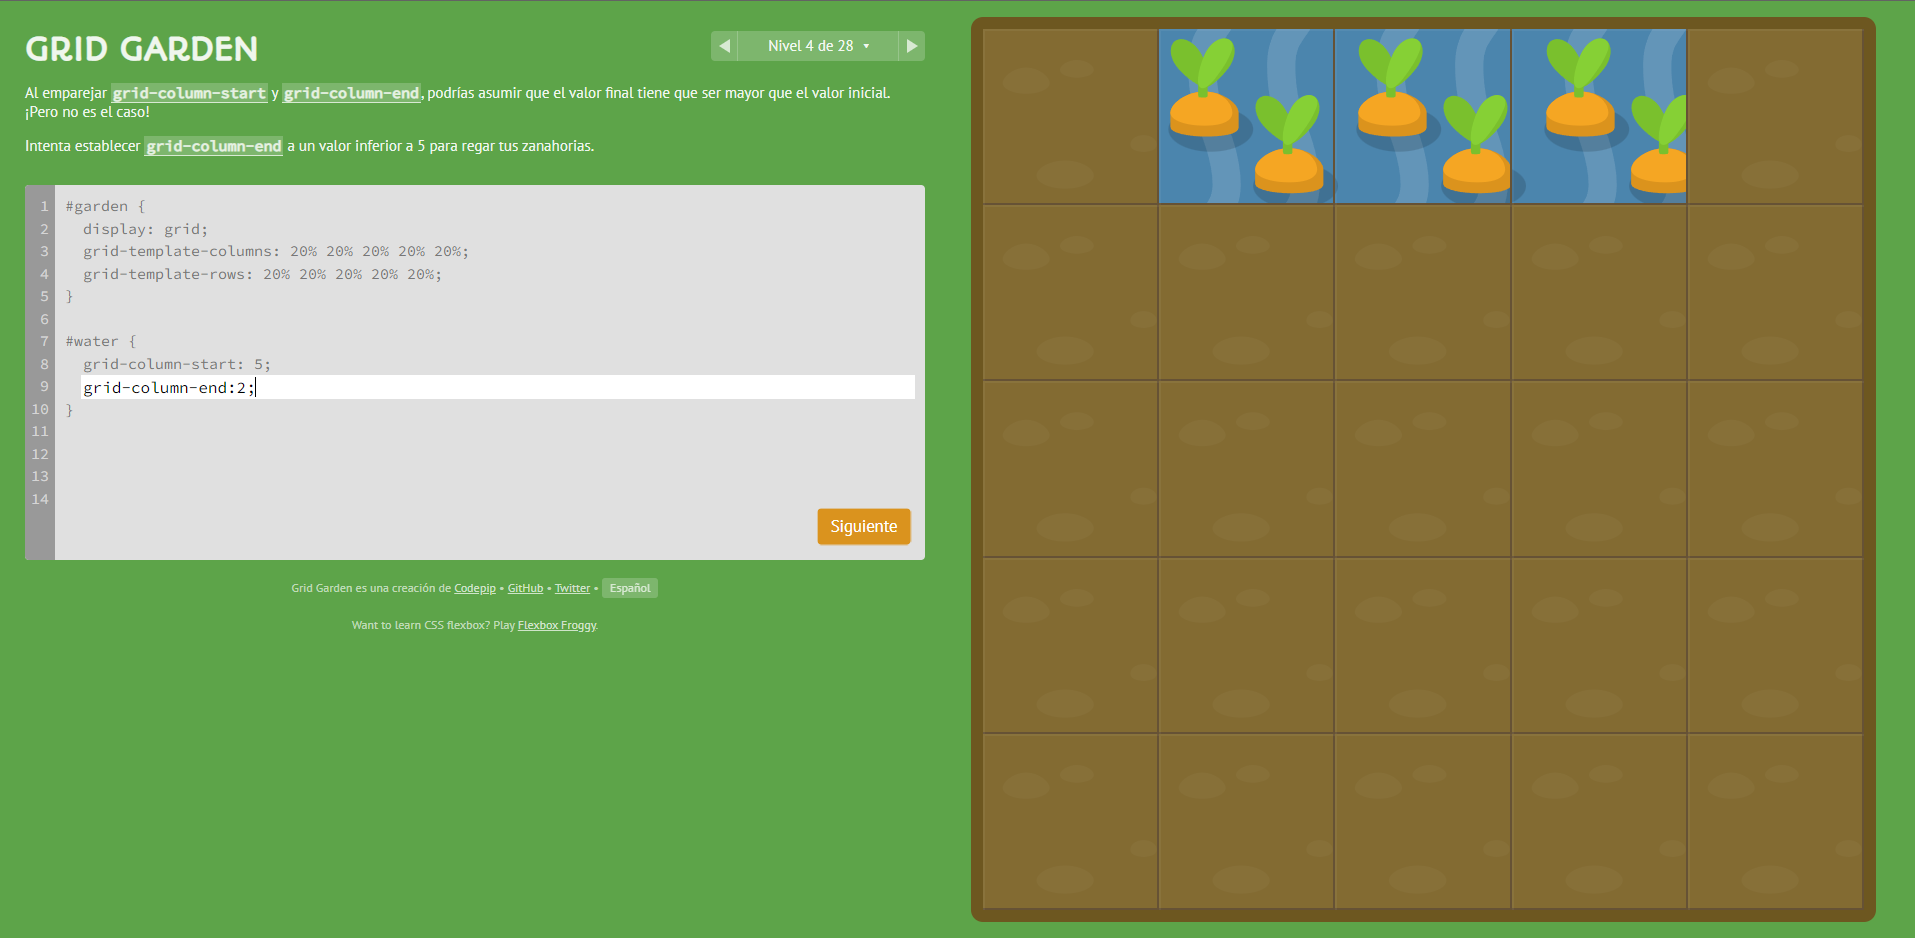 GRID GARDEN
◀ Nivel 4 de 28 ▾ ▶
Al emparejar grid-column-start y grid-column-end, podrías asumir que el valor final tiene que ser mayor que el valor inicial.
¡Pero no es el caso!
Intenta establecer grid-column-end a un valor inferior a 5 para regar tus zanahorias.
1 #garden {
2 display: grid;
3 grid-template-columns: 20% 20% 20% 20% 20%;
4 grid-template-rows: 20% 20% 20% 20% 20%;
5 }
6
7 #water {
8 grid-column-start: 5;
9 grid-column-end:2;
10 }
11
12
13
14
Siguiente
Grid Garden es una creación de Codepip • GitHub • Twitter • Español
Want to learn CSS flexbox? Play Flexbox Froggy.